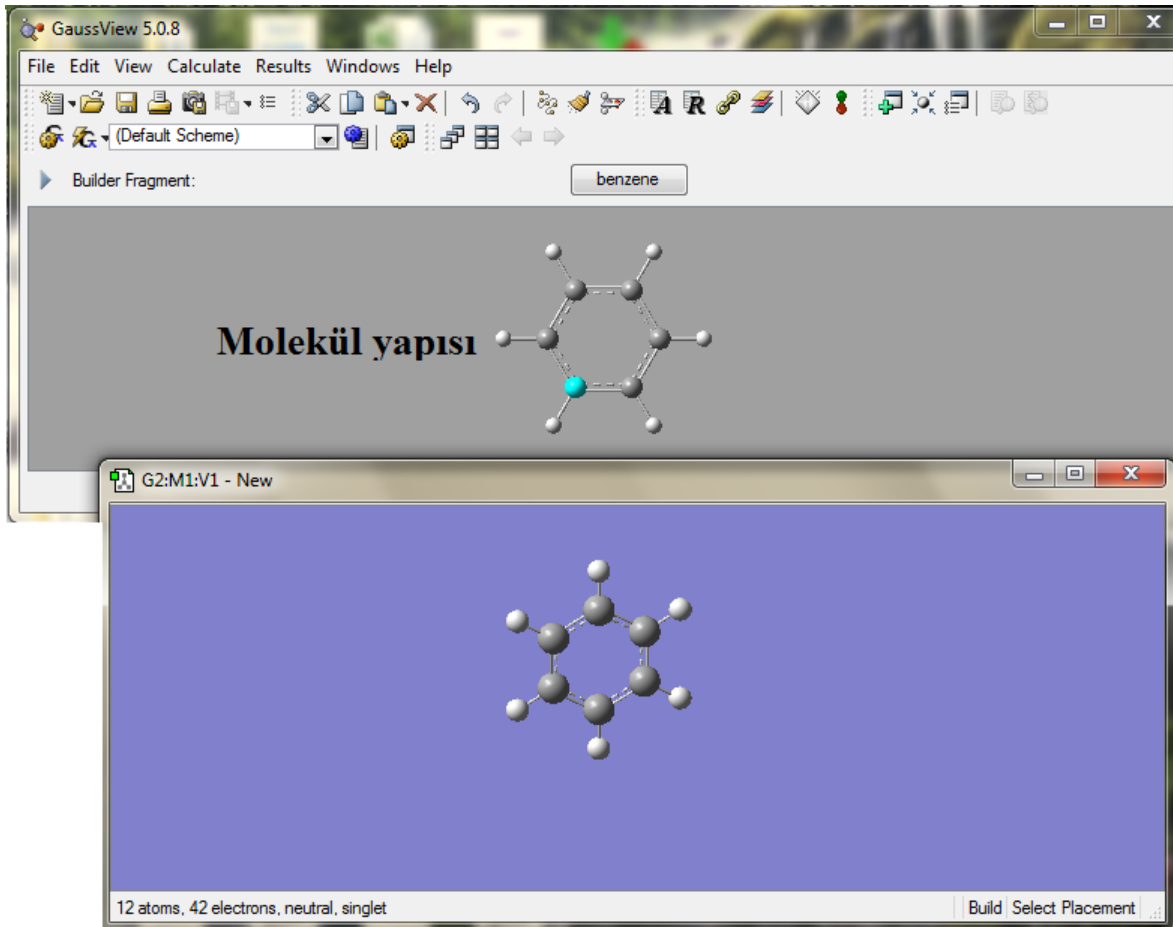 GaussView 5.0.8
File Edit View Calculate Results Windows Help
A R
(Default Scheme)
Builder Fragment:
benzene
Molekül yapısı
G2:M1:V1 - New
12 atoms, 42 electrons, neutral, singlet
Build Select Placement